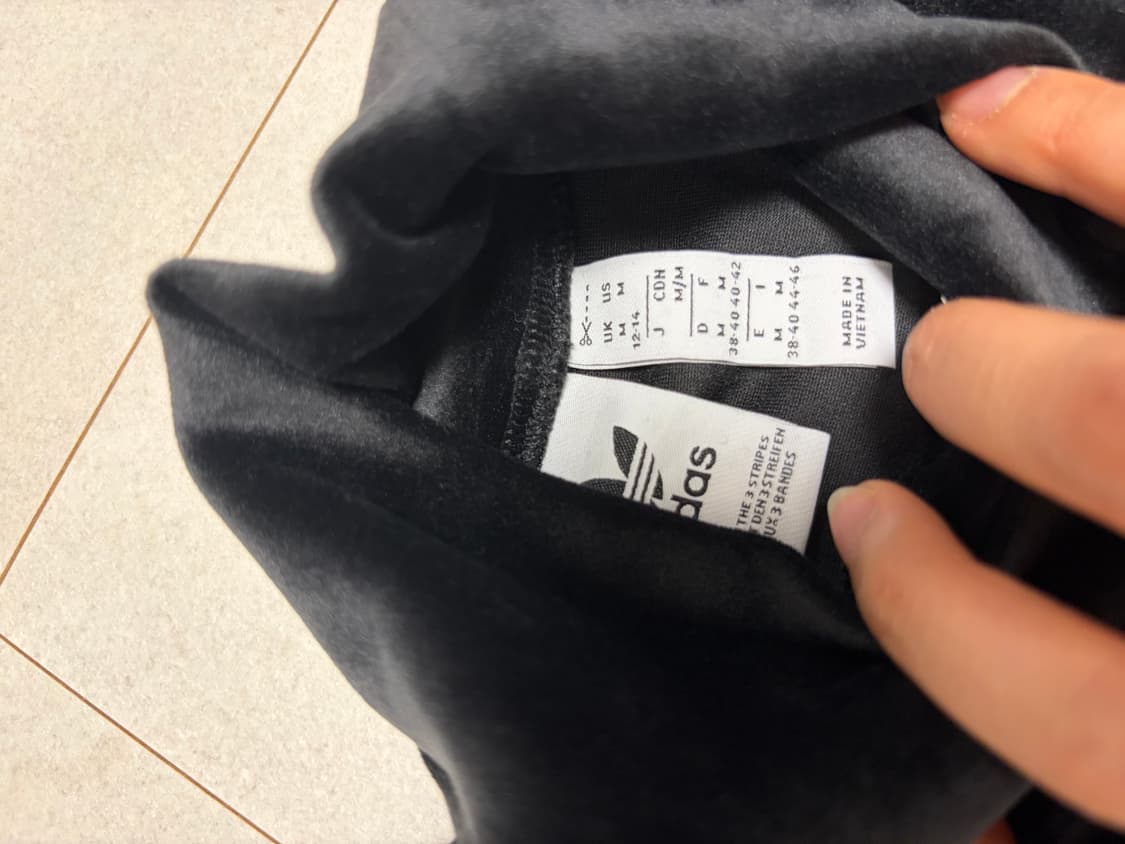 UK US
M M
12-14
J CDN
M/M
D F
M M
38-40 40-42
E I
M M
38-40 44-46
MADE IN
VIETNAM
das
THE 3 STRIPES
DEN 3 STREIFEN
UX 3 BANDES